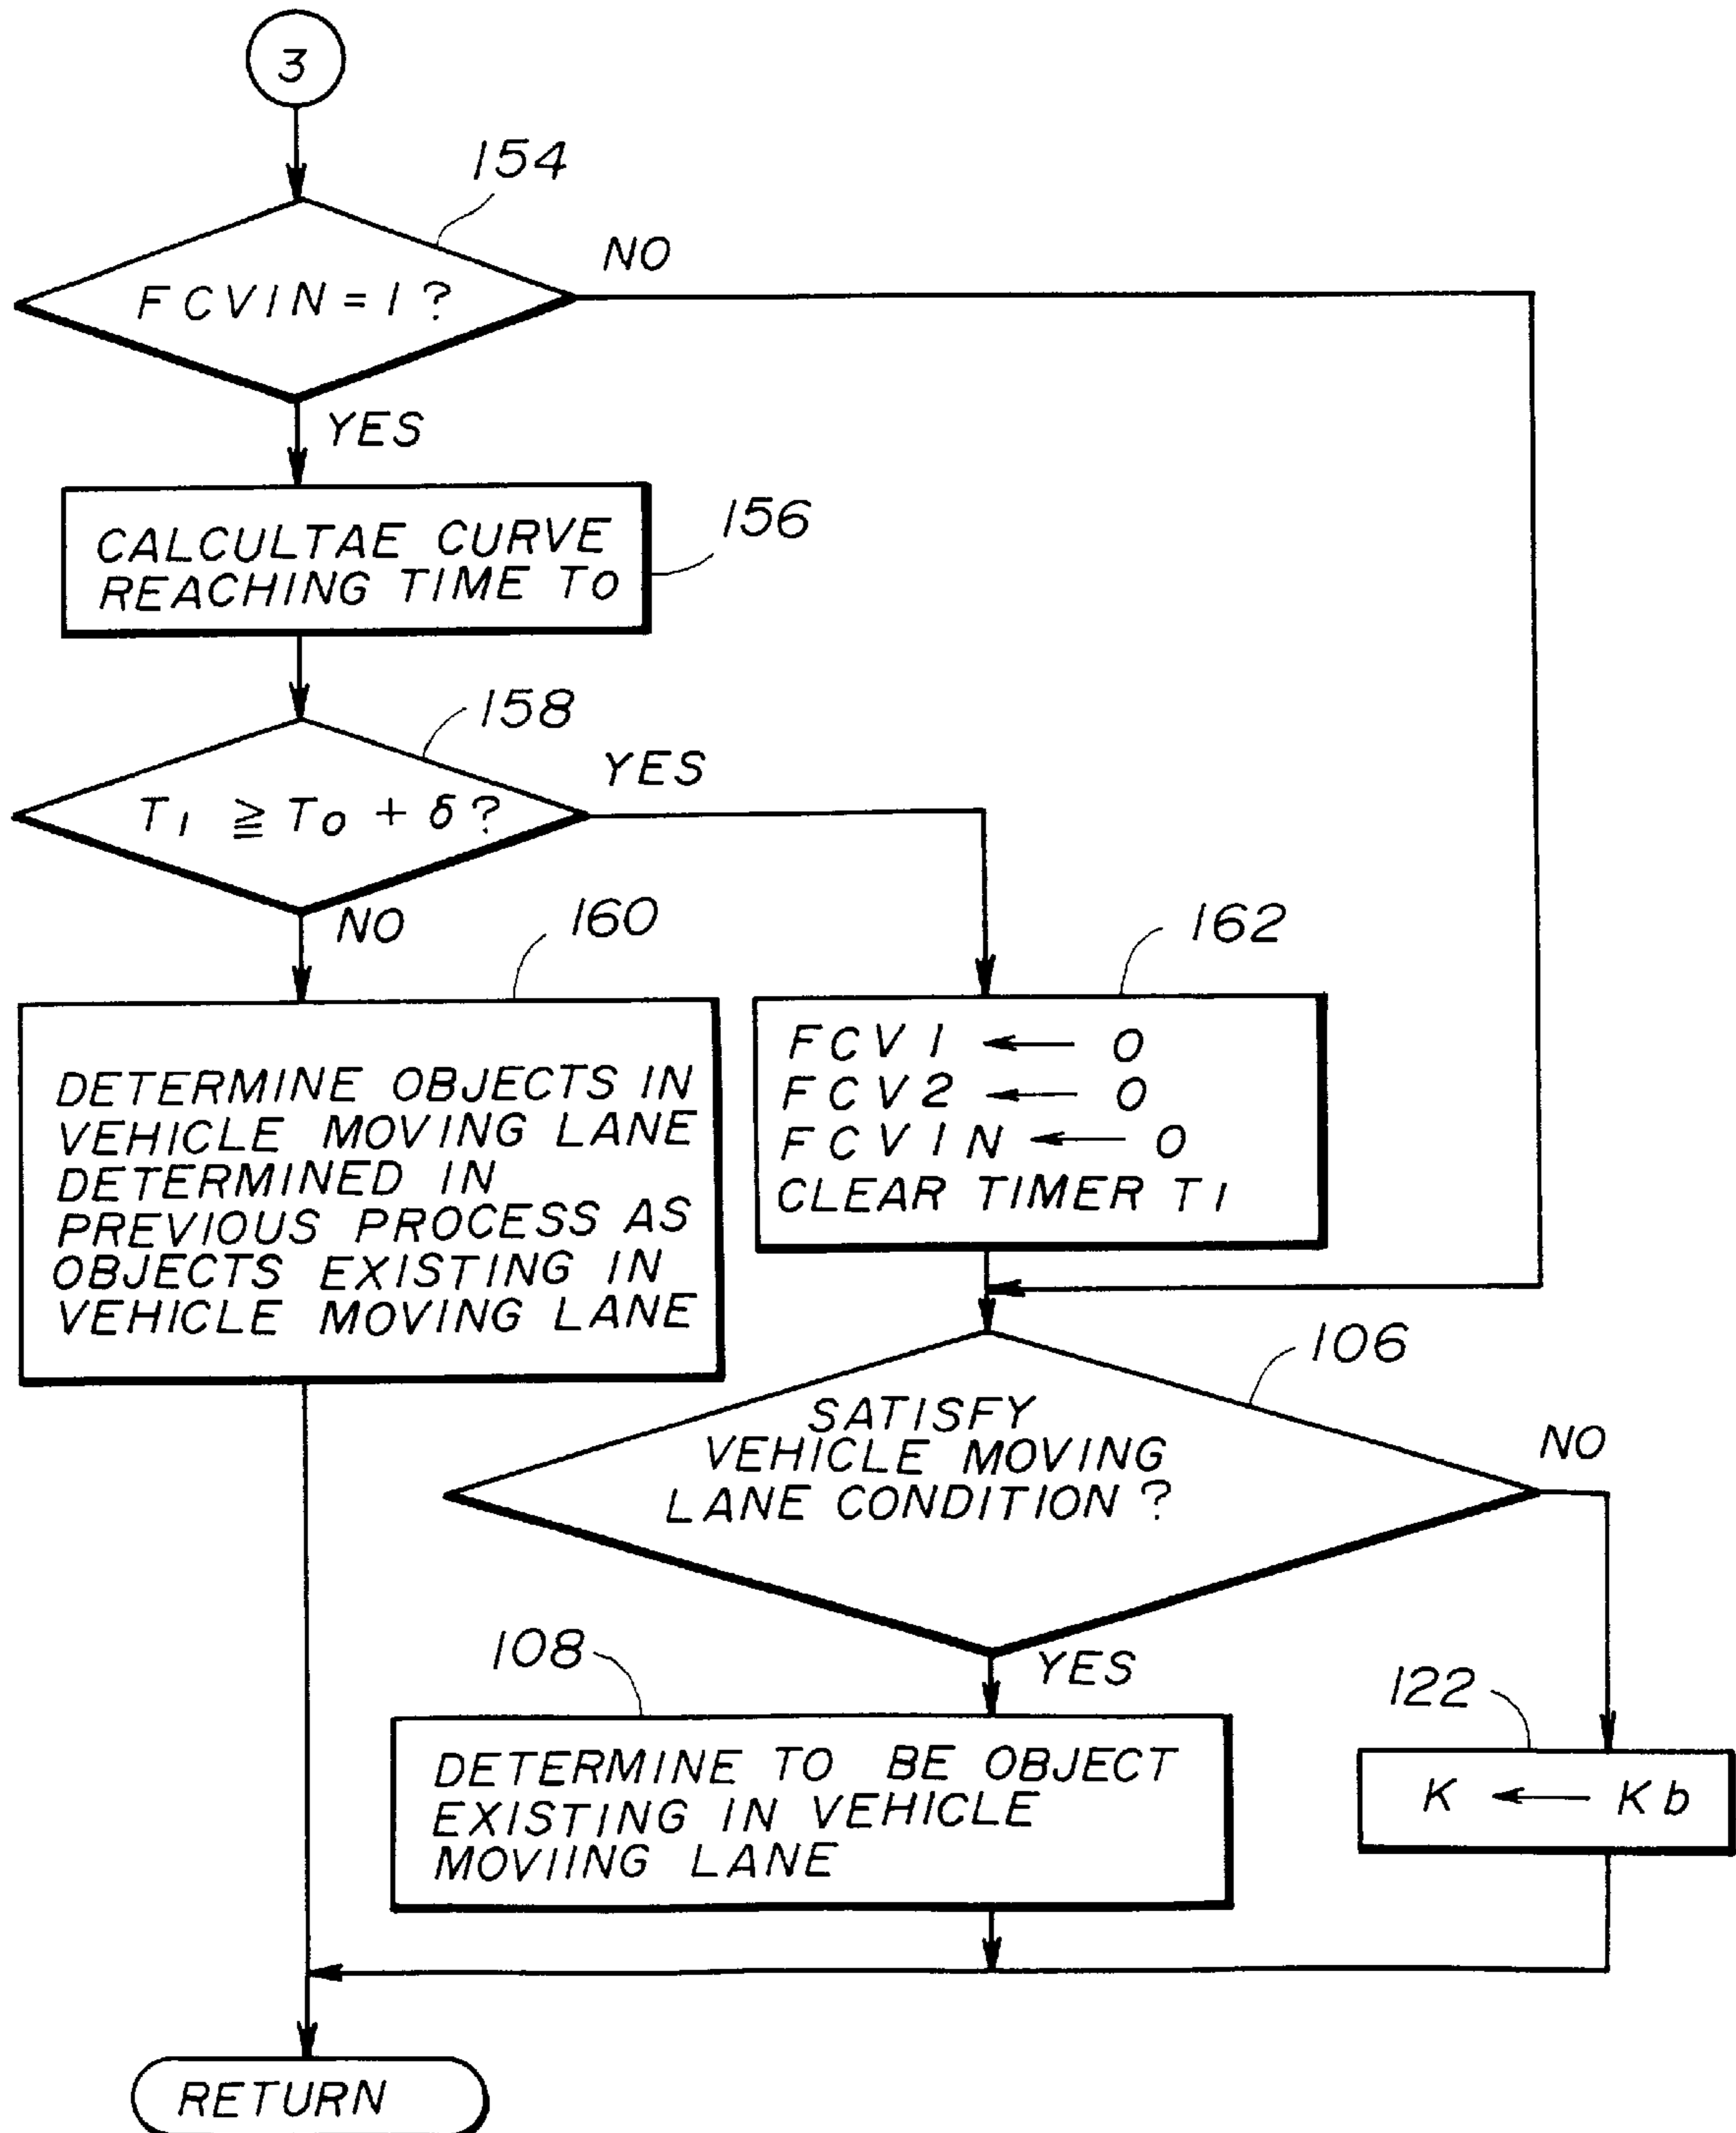 3
154
NO
FCVIN=1?
YES
CALCULTAE CURVE
REACHING TIME To
156
158
YES
T1 ≧ To + δ?
NO
160
162
DETERMINE OBJECTS IN
VEHICLE MOVING LANE
DETERMINED IN
PREVIOUS PROCESS AS
OBJECTS EXISTING IN
VEHICLE MOVING LANE
FCV1 ← 0
FCV2 ← 0
FCVIN ← 0
CLEAR TIMER T1
106
SATISFY
VEHICLE MOVING
LANE CONDITION?
NO
108
YES
122
DETERMINE TO BE OBJECT
EXISTING IN VEHICLE
MOVIING LANE
K ← Kb
RETURN